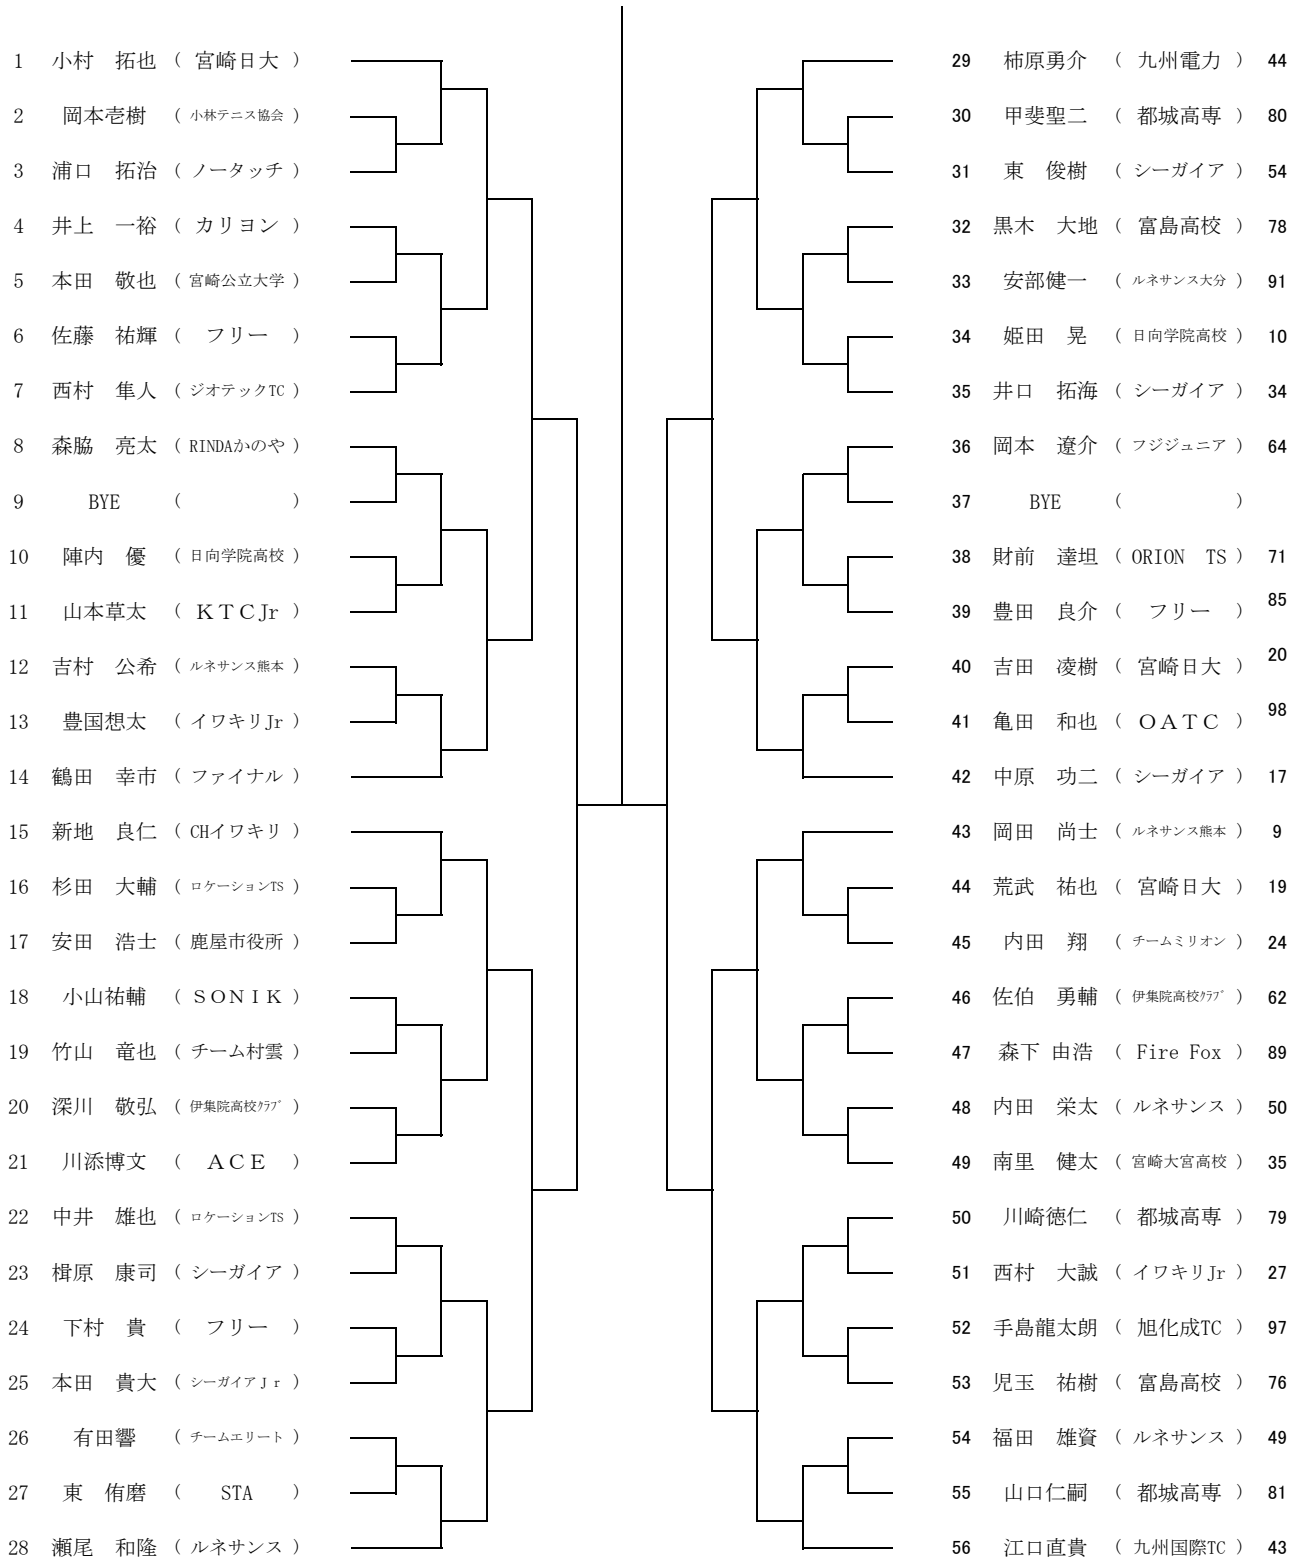 1 小村　拓也 （ 宮崎日大 ）
2 岡本壱樹 （ 小林テニス協会 ）
3 浦口　拓治 （ ノータッチ ）
4 井上　一裕 （ カリヨン ）
5 本田　敬也 （ 宮崎公立大学 ）
6 佐藤　祐輝 （ フリー ）
7 西村　隼人 （ ジオテックTC ）
8 森脇　亮太 （ RINDAかのや ）
9 BYE （ ）
10 陣内　優 （ 日向学院高校 ）
11 山本草太 （ ＫＴＣJr ）
12 吉村　公希 （ ルネサンス熊本 ）
13 豊国想太 （ イワキリJr ）
14 鶴田　幸市 （ ファイナル ）
15 新地　良仁 （ CHイワキリ ）
16 杉田　大輔 （ ロケーションTS ）
17 安田　浩士 （ 鹿屋市役所 ）
18 小山祐輔 （ ＳＯＮＩＫ ）
19 竹山　竜也 （ チーム村雲 ）
20 深川　敬弘 （ 伊集院高校ｸﾗﾌﾞ ）
21 川添博文 （ ＡＣＥ ）
22 中井　雄也 （ ロケーションTS ）
23 楫原　康司 （ シーガイア ）
24 下村　貴 （ フリー ）
25 本田　貴大 （ シーガイアＪｒ ）
26 有田響 （ チームエリート ）
27 東　侑磨 （ STA ）
28 瀬尾　和隆 （ ルネサンス ）
29 柿原勇介 （ 九州電力 ） 44
30 甲斐聖二 （ 都城高専 ） 80
31 東　俊樹 （ シーガイア ） 54
32 黒木　大地 （ 富島高校 ） 78
33 安部健一 （ ルネサンス大分 ） 91
34 姫田　晃 （ 日向学院高校 ） 10
35 井口　拓海 （ シーガイア ） 34
36 岡本　遼介 （ フジジュニア ） 64
37 BYE （ ）
38 財前　達坦 （ ORION　TS ） 71
39 豊田　良介 （ フリー ） 85
40 吉田　凌樹 （ 宮崎日大 ） 20
41 亀田　和也 （ ＯＡＴＣ ） 98
42 中原　功二 （ シーガイア ） 17
43 岡田　尚士 （ ルネサンス熊本 ） 9
44 荒武　祐也 （ 宮崎日大 ） 19
45 内田　翔 （ チームミリオン ） 24
46 佐伯　勇輔 （ 伊集院高校ｸﾗﾌﾞ ） 62
47 森下 由浩 （ Fire Fox ） 89
48 内田　栄太 （ ルネサンス ） 50
49 南里　健太 （ 宮崎大宮高校 ） 35
50 川崎徳仁 （ 都城高専 ） 79
51 西村　大誠 （ イワキリJr ） 27
52 手島龍太朗 （ 旭化成TC ） 97
53 児玉　祐樹 （ 富島高校 ） 76
54 福田　雄資 （ ルネサンス ） 49
55 山口仁嗣 （ 都城高専 ） 81
56 江口直貴 （ 九州国際TC ） 43